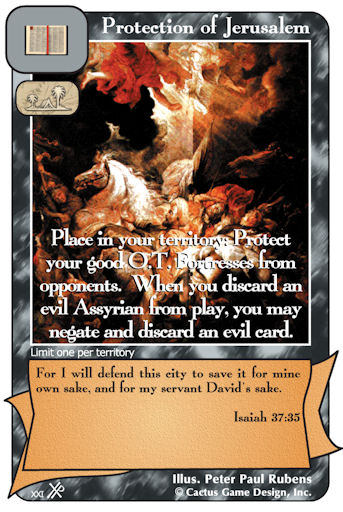 Protection of Jerusalem
Place in your territory: Protect
your good O.T. Fortresses from
opponents. When you discard an
evil Assyrian from play, you may
negate and discard an evil card.
Limit one per territory
For I will defend this city to save it for mine
own sake, and for my servant David's sake.
Isaiah 37:35
Illus. Peter Paul Rubens
XXI
© Cactus Game Design, Inc.